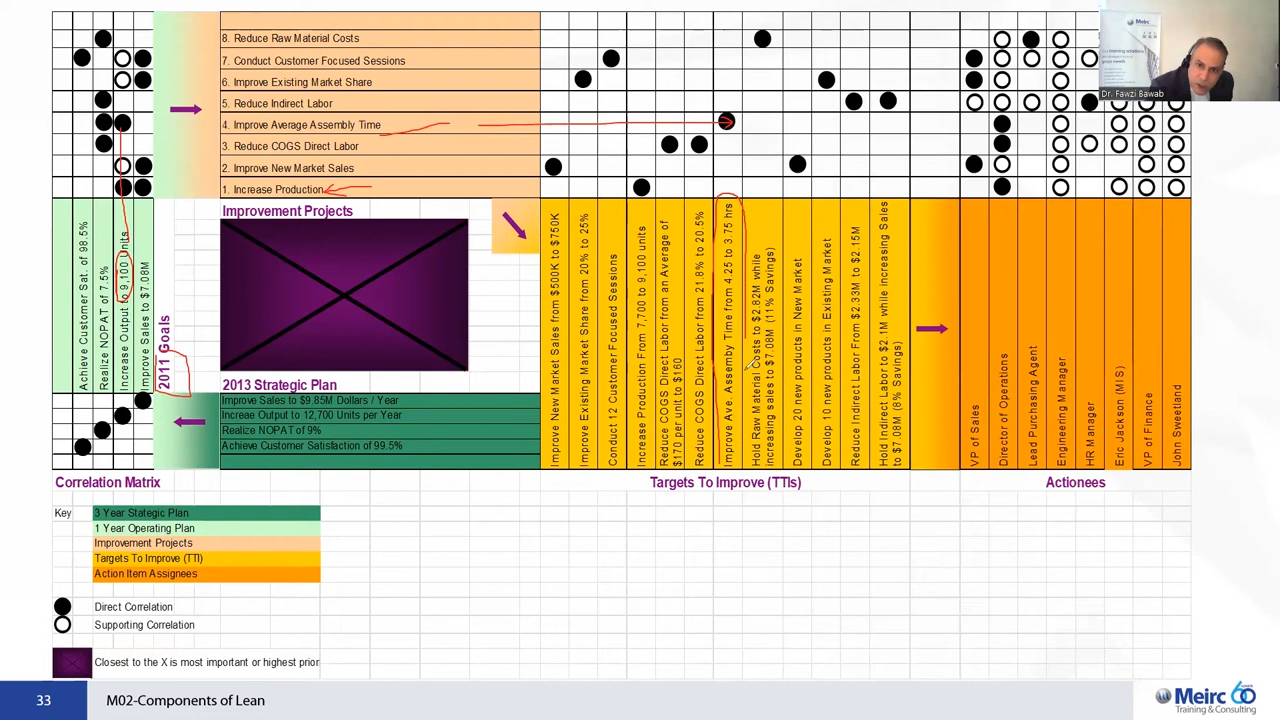 8. Reduce Raw Material Costs
7. Conduct Customer Focused Sessions
6. Improve Existing Market Share
5. Reduce Indirect Labor
4. Improve Average Assembly Time
3. Reduce COGS Direct Labor
2. Improve New Market Sales
1. Increase Production
Meirc
Dr. Fawzi Bawab
Improvement Projects
Achieve Customer Sat. of 98.5%
Realize NOPAT of 7.5%
Increase Output to 9,100 Units
Improve Sales to $7.08M
2011 Goals
2013 Strategic Plan
Improve Sales to $9.85M Dollars / Year
Increae Output to 12,700 Units per Year
Realize NOPAT of 9%
Achieve Customer Satisfaction of 99.5%
Improve New Market Sales from $500K to $750K
Improve Existing Market Share from 20% to 25%
Conduct 12 Customer Focused Sessions
Increase Production From 7,700 to 9,100 units
Reduce COGS Direct Labor from an Average of
$170 per unit to $160
Reduce COGS Direct Labor from 21.8% to 20.5%
Improve Ave. Assemby Time from 4.25 to 3.75 hrs
Hold Raw Material Costs to $2.82M while
increasing sales to $7.08M (11% Savings)
Develop 20 new products in New Market
Develop 10 new products in Existing Market
Reduce Indirect Labor From $2.33M to $2.15M
Hold Indirect Labor to $2.1M while increasing Sales
to $7.08M (8% Savings)
VP of Sales
Director of Operations
Lead Purchasing Agent
Engineering Manager
HR Manager
Eric Jackson (MIS)
VP of Finance
John Sweetland
Correlation Matrix
Targets To Improve (TTIs)
Actionees
Key
3 Year Stategic Plan
1 Year Operating Plan
Improvement Projects
Targets To Improve (TTI)
Action Item Assignees
Direct Correlation
Supporting Correlation
Closest to the X is most important or highest prior
33
M02-Components of Lean
Meirc 60
Training & Consulting